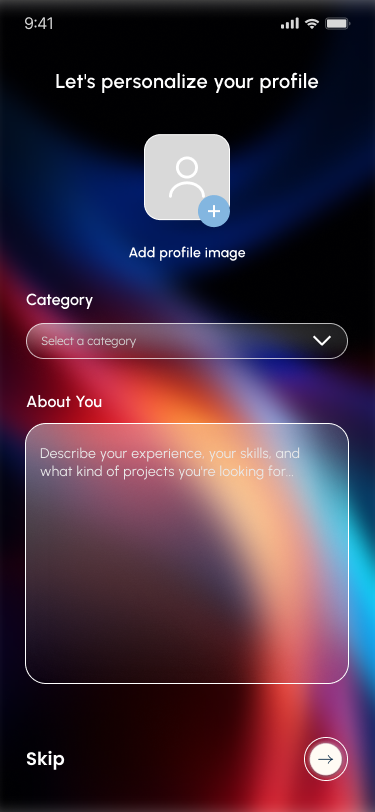 9:41
Let's personalize your profile
Add profile image
Category
Select a category
About You
Describe your experience, your skills, and
what kind of projects you're looking for...
Skip